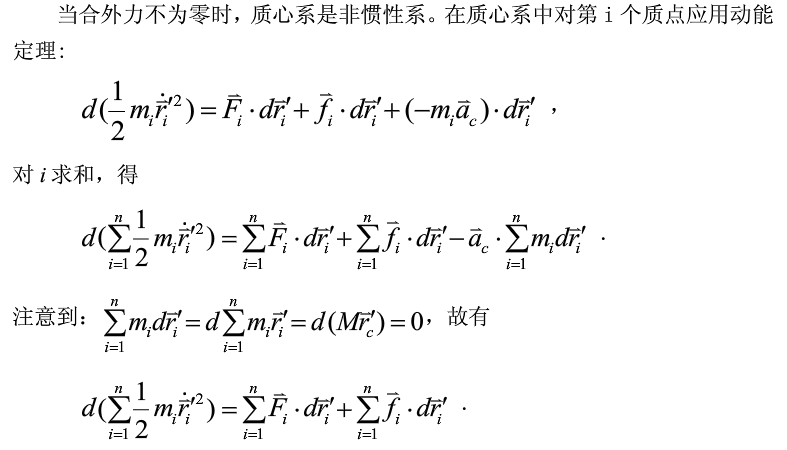 当合外力不为零时，质心系是非惯性系。在质心系中对第 i 个质点应用动能
定理：
$d(\frac{1}{2} m_i \dot{\vec{r}}_i'^2) = \vec{F}_i \cdot d\vec{r}_i' + \vec{f}_i \cdot d\vec{r}_i' + (-m_i \vec{a}_c) \cdot d\vec{r}_i'$ ，
对 i 求和，得
$d(\sum_{i=1}^{n} \frac{1}{2} m_i \dot{\vec{r}}_i'^2) = \sum_{i=1}^{n} \vec{F}_i \cdot d\vec{r}_i' + \sum_{i=1}^{n} \vec{f}_i \cdot d\vec{r}_i' - \vec{a}_c \cdot \sum_{i=1}^{n} m_i d\vec{r}_i'$ .
注意到：$\sum_{i=1}^{n} m_i d\vec{r}_i' = d\sum_{i=1}^{n} m_i \vec{r}_i' = d(M\vec{r}_c') = 0$，故有
$d(\sum_{i=1}^{n} \frac{1}{2} m_i \dot{\vec{r}}_i'^2) = \sum_{i=1}^{n} \vec{F}_i \cdot d\vec{r}_i' + \sum_{i=1}^{n} \vec{f}_i \cdot d\vec{r}_i'$ .